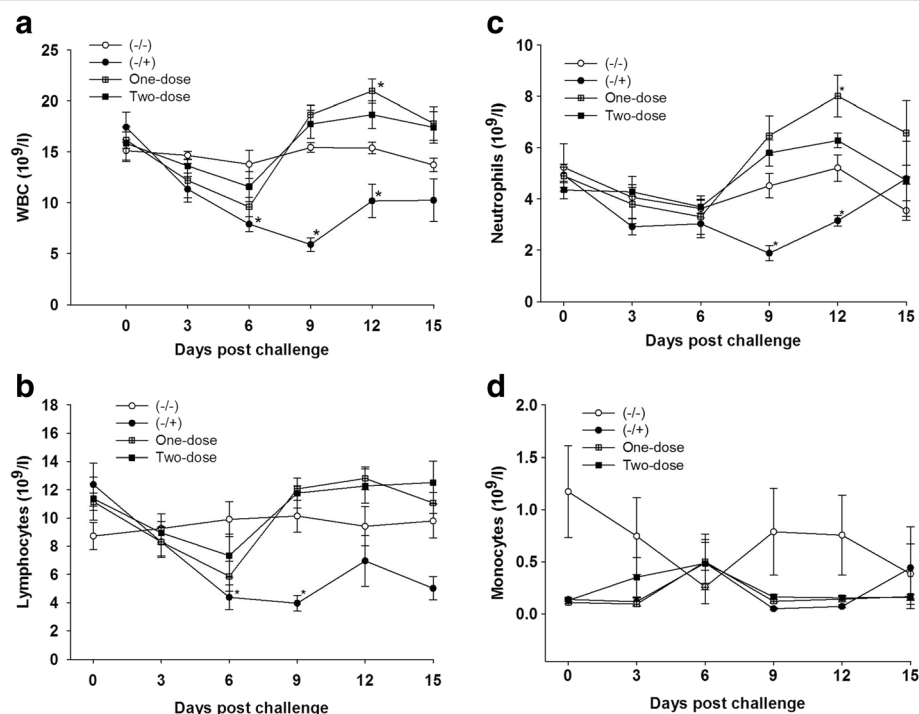 a
25
20
15
10
5
0
WBC (10⁹/l)
(-/-)
(-/+)
One-dose
Two-dose
*
*
*
*
0 3 6 9 12 15
Days post challenge
c
10
8
6
4
2
0
Neutrophils (10⁹/l)
(-/-)
(-/+)
One-dose
Two-dose
*
*
*
0 3 6 9 12 15
Days post challenge
b
18
16
14
12
10
8
6
4
2
0
Lymphocytes (10⁹/l)
(-/-)
(-/+)
One-dose
Two-dose
*
*
0 3 6 9 12 15
Days post challenge
d
2.0
1.5
1.0
0.5
0.0
Monocytes (10⁹/l)
(-/-)
(-/+)
One-dose
Two-dose
0 3 6 9 12 15
Days post challenge